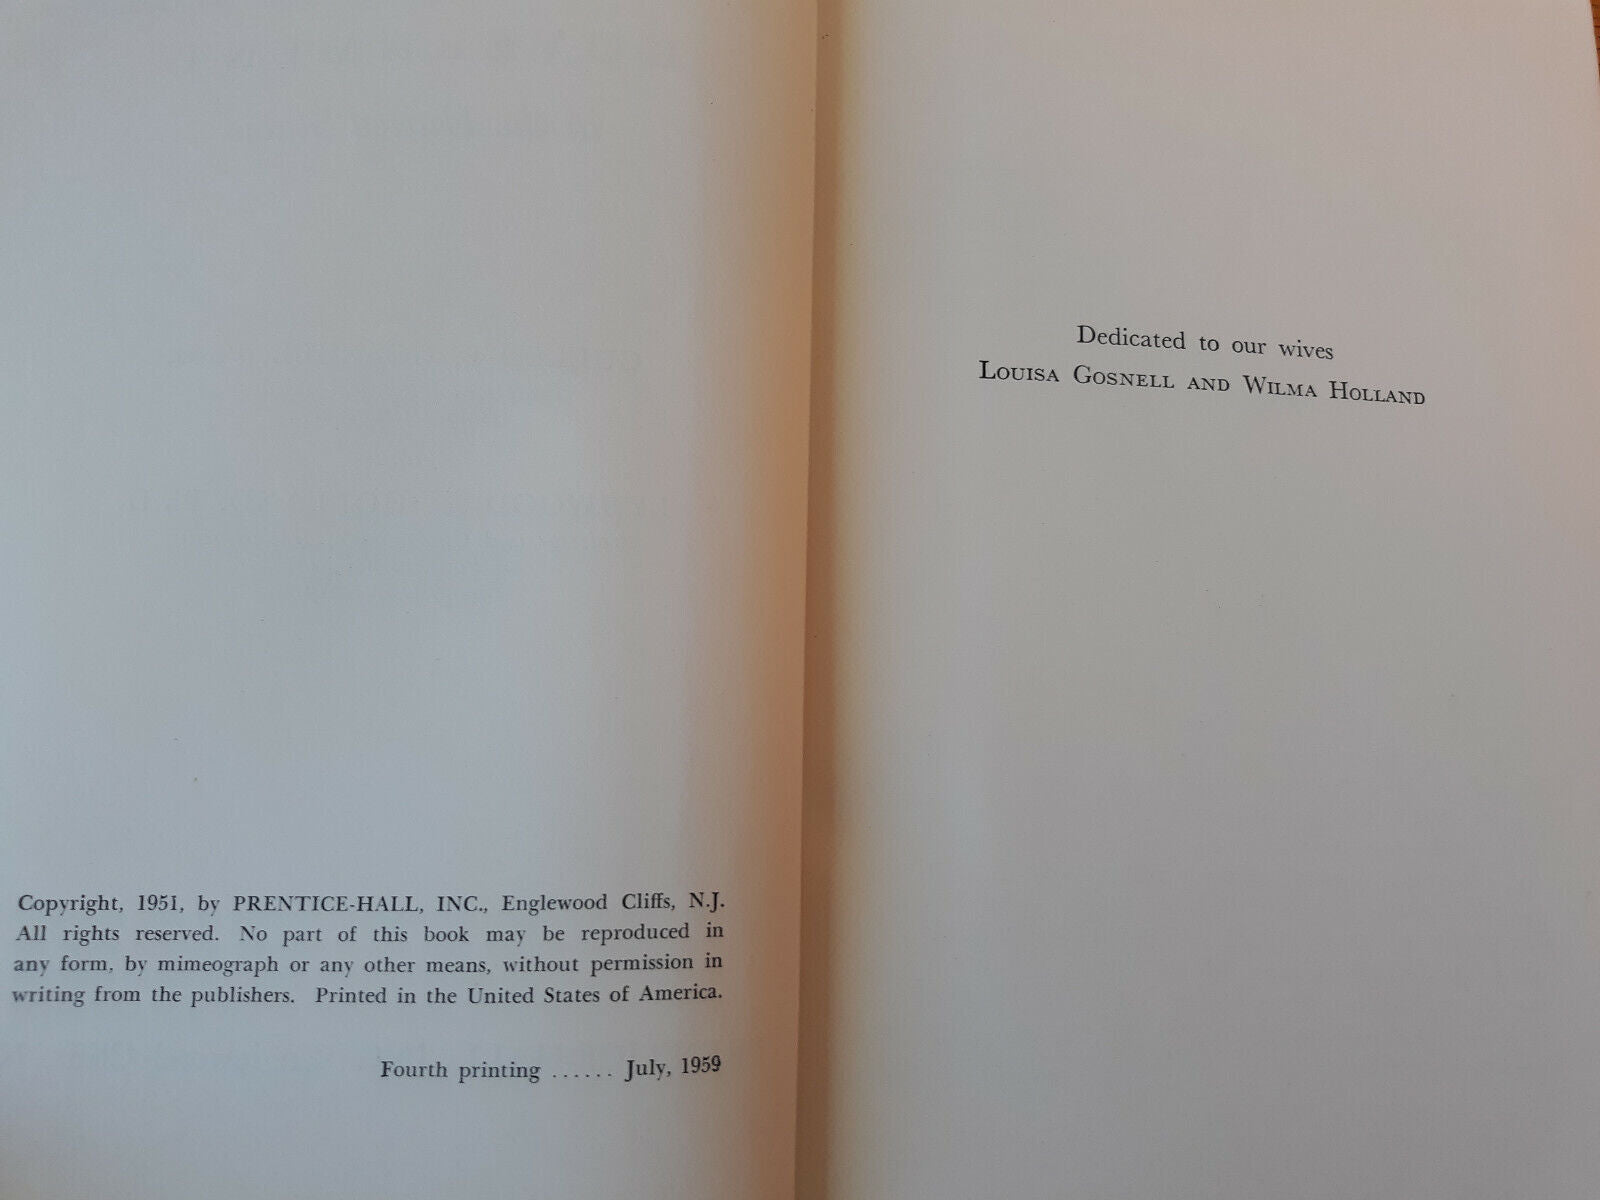 Copyright, 1951, by PRENTICE-HALL, INC., Englewood Cliffs, N.J.
All rights reserved. No part of this book may be reproduced in
any form, by mimeograph or any other means, without permission in
writing from the publishers. Printed in the United States of America.
Fourth printing ...... July, 1959
Dedicated to our wives
LOUISA GOSNELL AND WILMA HOLLAND